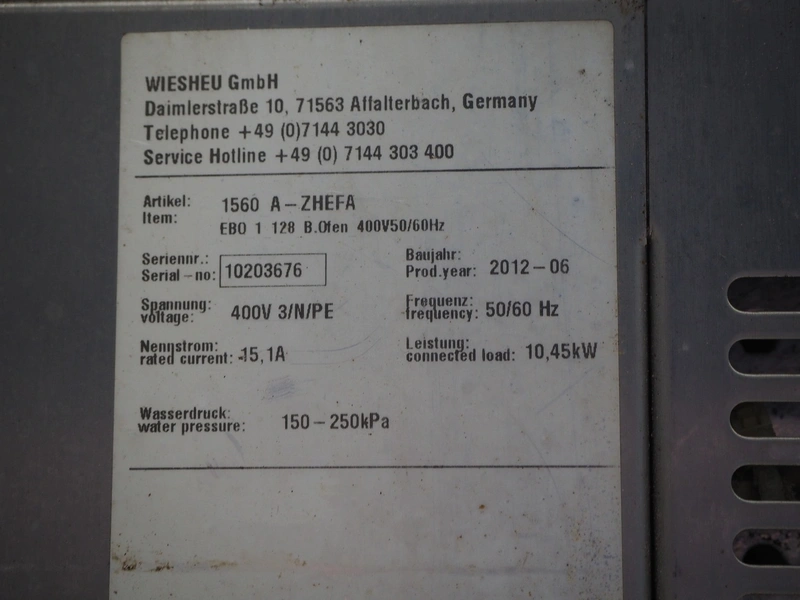 WIESHEU GmbH
Daimlerstraße 10, 71563 Affalterbach, Germany
Telephone +49 (0)7144 3030
Service Hotline +49 (0) 7144 303 400
Artikel:
Item: 1560 A-ZHEFA
EBO 1 128 B.Ofen 400V50/60Hz
Seriennr.:
Serial-no: 10203676
Baujahr:
Prod.year: 2012-06
Spannung:
voltage: 400V 3/N/PE
Frequenz:
frequency: 50/60 Hz
Nennstrom:
rated current: 15,1A
Leistung:
connected load: 10,45kW
Wasserdruck:
water pressure: 150-250kPa